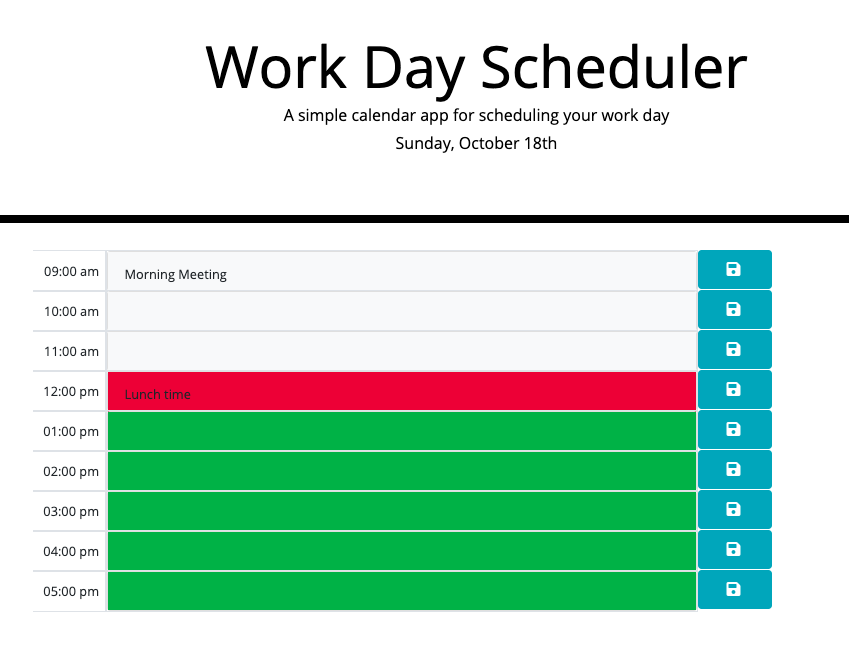 Work Day Scheduler
A simple calendar app for scheduling your work day
Sunday, October 18th
09:00 am Morning Meeting
10:00 am
11:00 am
12:00 pm Lunch time
01:00 pm
02:00 pm
03:00 pm
04:00 pm
05:00 pm